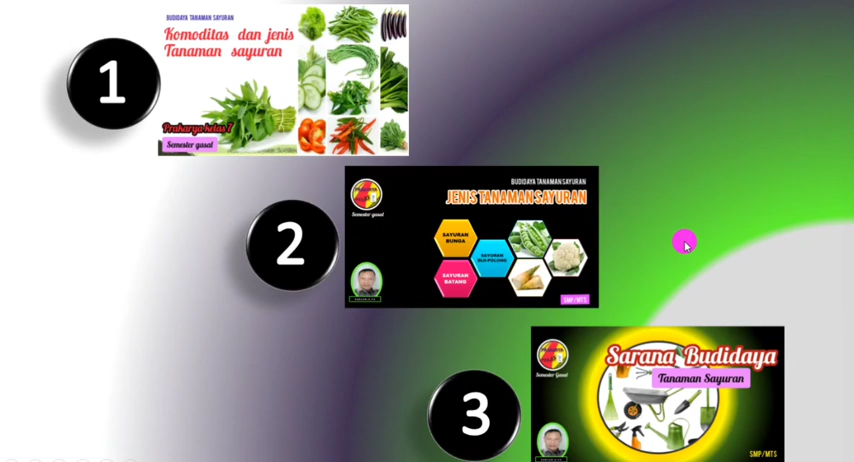 1
BUDIDAYA TANAMAN SAYURAN
Komoditas dan jenis
Tanaman sayuran
Prakarya kelas 7
Semester gasal
2
BUDIDAYA TANAMAN SAYURAN
JENIS TANAMAN SAYURAN
Semester gasal
SAYURAN
BUNGA
SAYURAN
BIJI-POLONG
SAYURAN
BATANG
SMP/MTS
3
Sarana Budidaya
Tanaman Sayuran
Semester Gasal
SMP/MTS